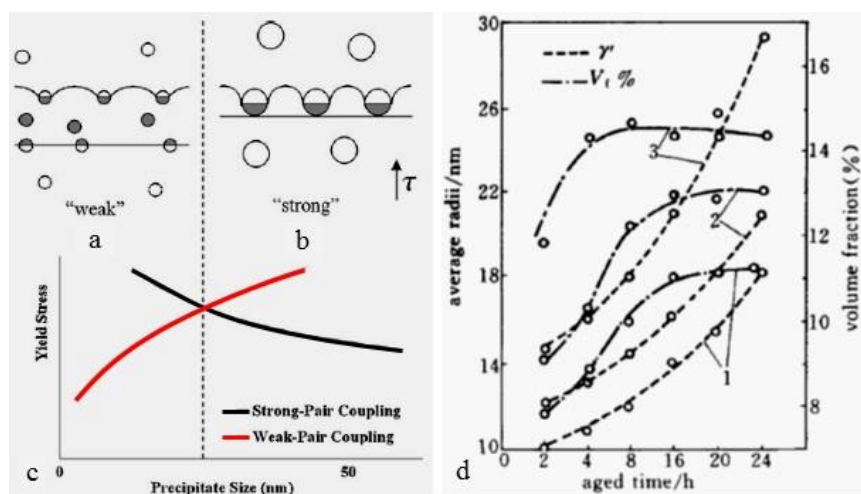 τ
"weak"
"strong"
a
b
Yield Stress
Strong-Pair Coupling
Weak-Pair Coupling
c
0
50
Precipitate Size (nm)
30
26
22
18
14
10
average radii/nm
γ'
V f %
3
2
1
16
14
12
10
8
volume fraction(%)
0 2 4 8 16 20 24
d
aged time/h